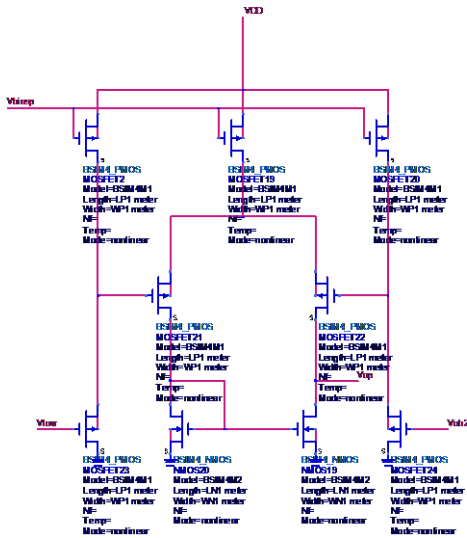 VDD
Vbiasp
BSIM4_PMOS
MOSFET2
Model=BSIM4M1
Length=LP1 meter
Width=WP1 meter
Nf=
Temp=
Mode=nonlinear
BSIM4_PMOS
MOSFET19
Model=BSIM4M1
Length=LP1 meter
Width=WP1 meter
Nf=
Temp=
Mode=nonlinear
BSIM4_PMOS
MOSFET20
Model=BSIM4M1
Length=LP1 meter
Width=WP1 meter
Nf=
Temp=
Mode=nonlinear
BSIM4_PMOS
MOSFET21
Model=BSIM4M1
Length=LP1 meter
Width=WP1 meter
Nf=
Temp=
Mode=nonlinear
BSIM4_PMOS
MOSFET22
Model=BSIM4M1
Length=LP1 meter
Width=WP1 meter
Nf=
Temp=
Mode=nonlinear
Vop
BSIM4_PMOS
MOSFET23
Model=BSIM4M1
Length=LP1 meter
Width=WP1 meter
Nf=
Temp=
Mode=nonlinear
BSIM4_NMOS
NMOS20
Model=BSIM4M2
Length=LN1 meter
Width=WN1 meter
Nf=
Temp=
Mode=nonlinear
BSIM4_NMOS
NMOS19
Model=BSIM4M2
Length=LN1 meter
Width=WN1 meter
Nf=
Temp=
Mode=nonlinear
BSIM4_PMOS
MOSFET24
Model=BSIM4M1
Length=LP1 meter
Width=WP1 meter
Nf=
Temp=
Mode=nonlinear